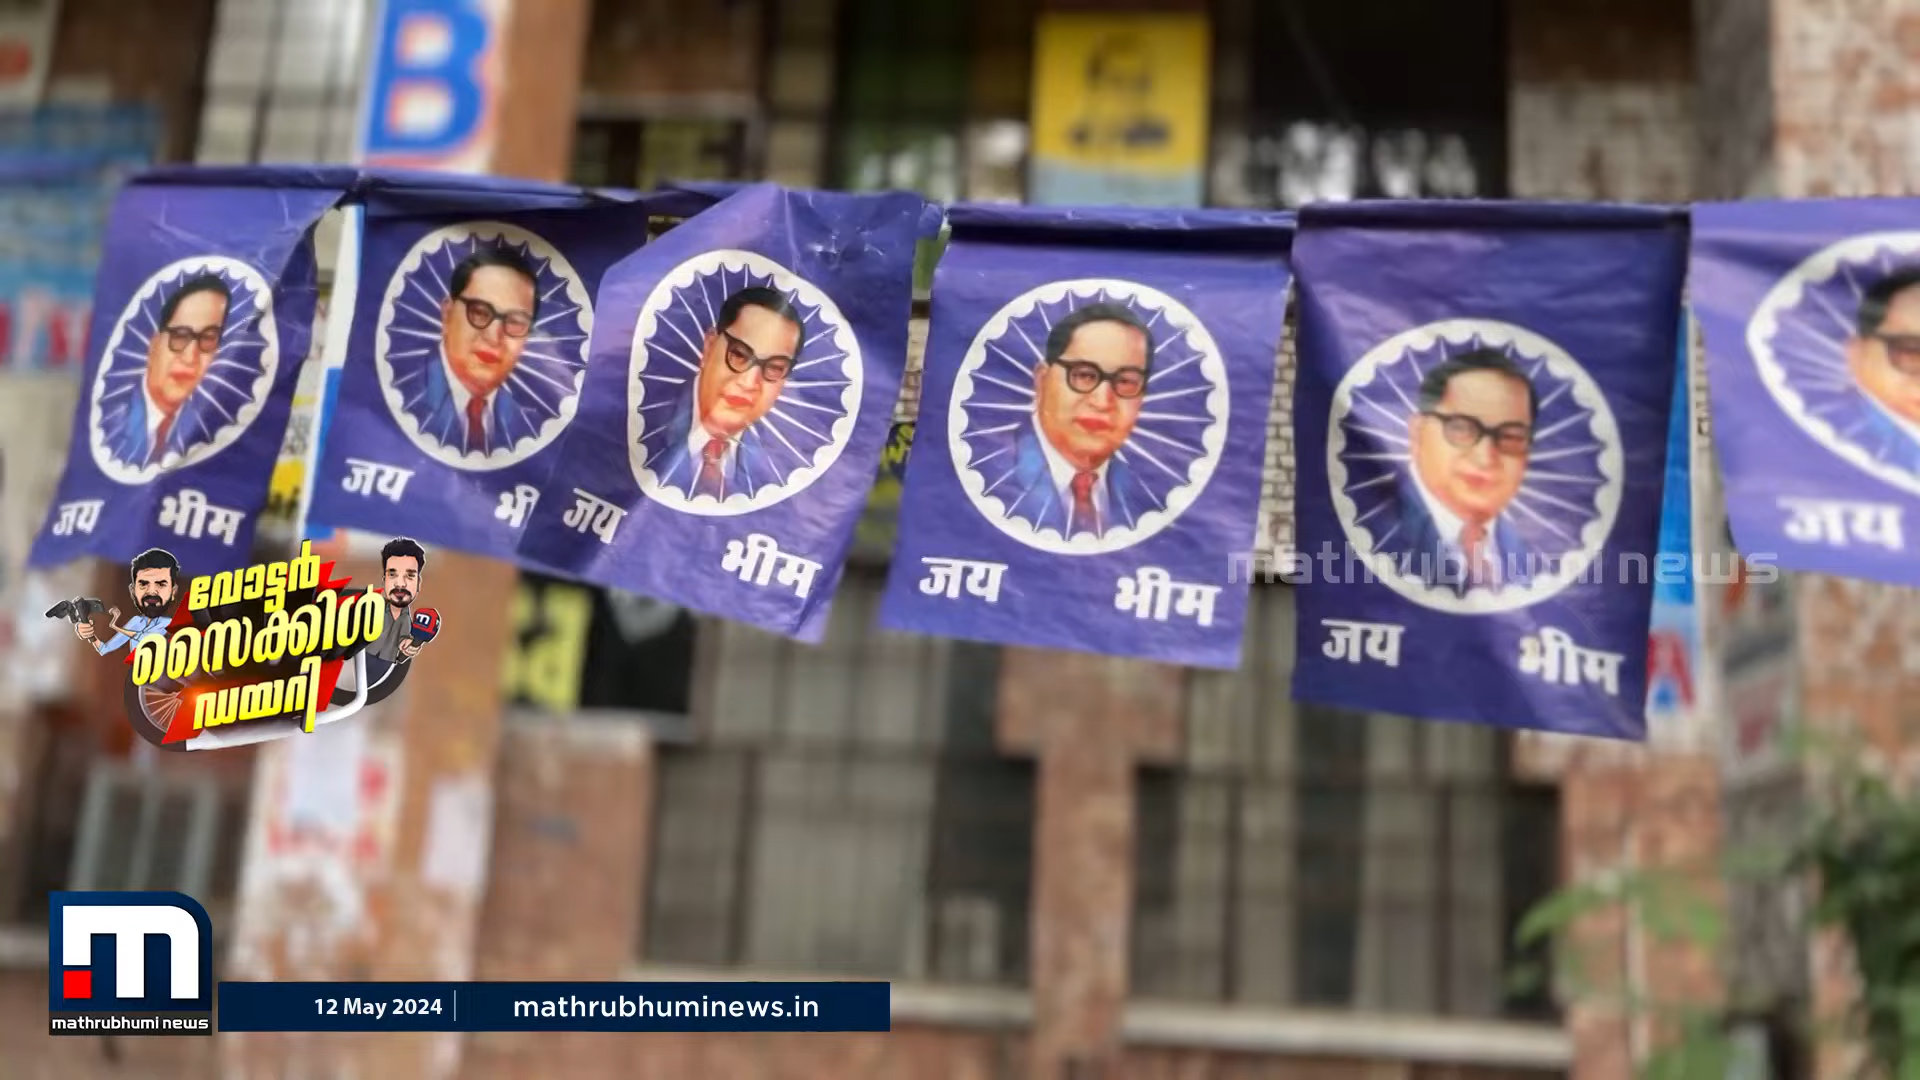 B
जय भीम
जय भी
जय भीम
जय भीम
जय भीम
जय
mathrubhumi news
വോട്ടർ
സൈക്കിൾ
ഡയറി
mathrubhumi news
12 May 2024
mathrubhuminews.in